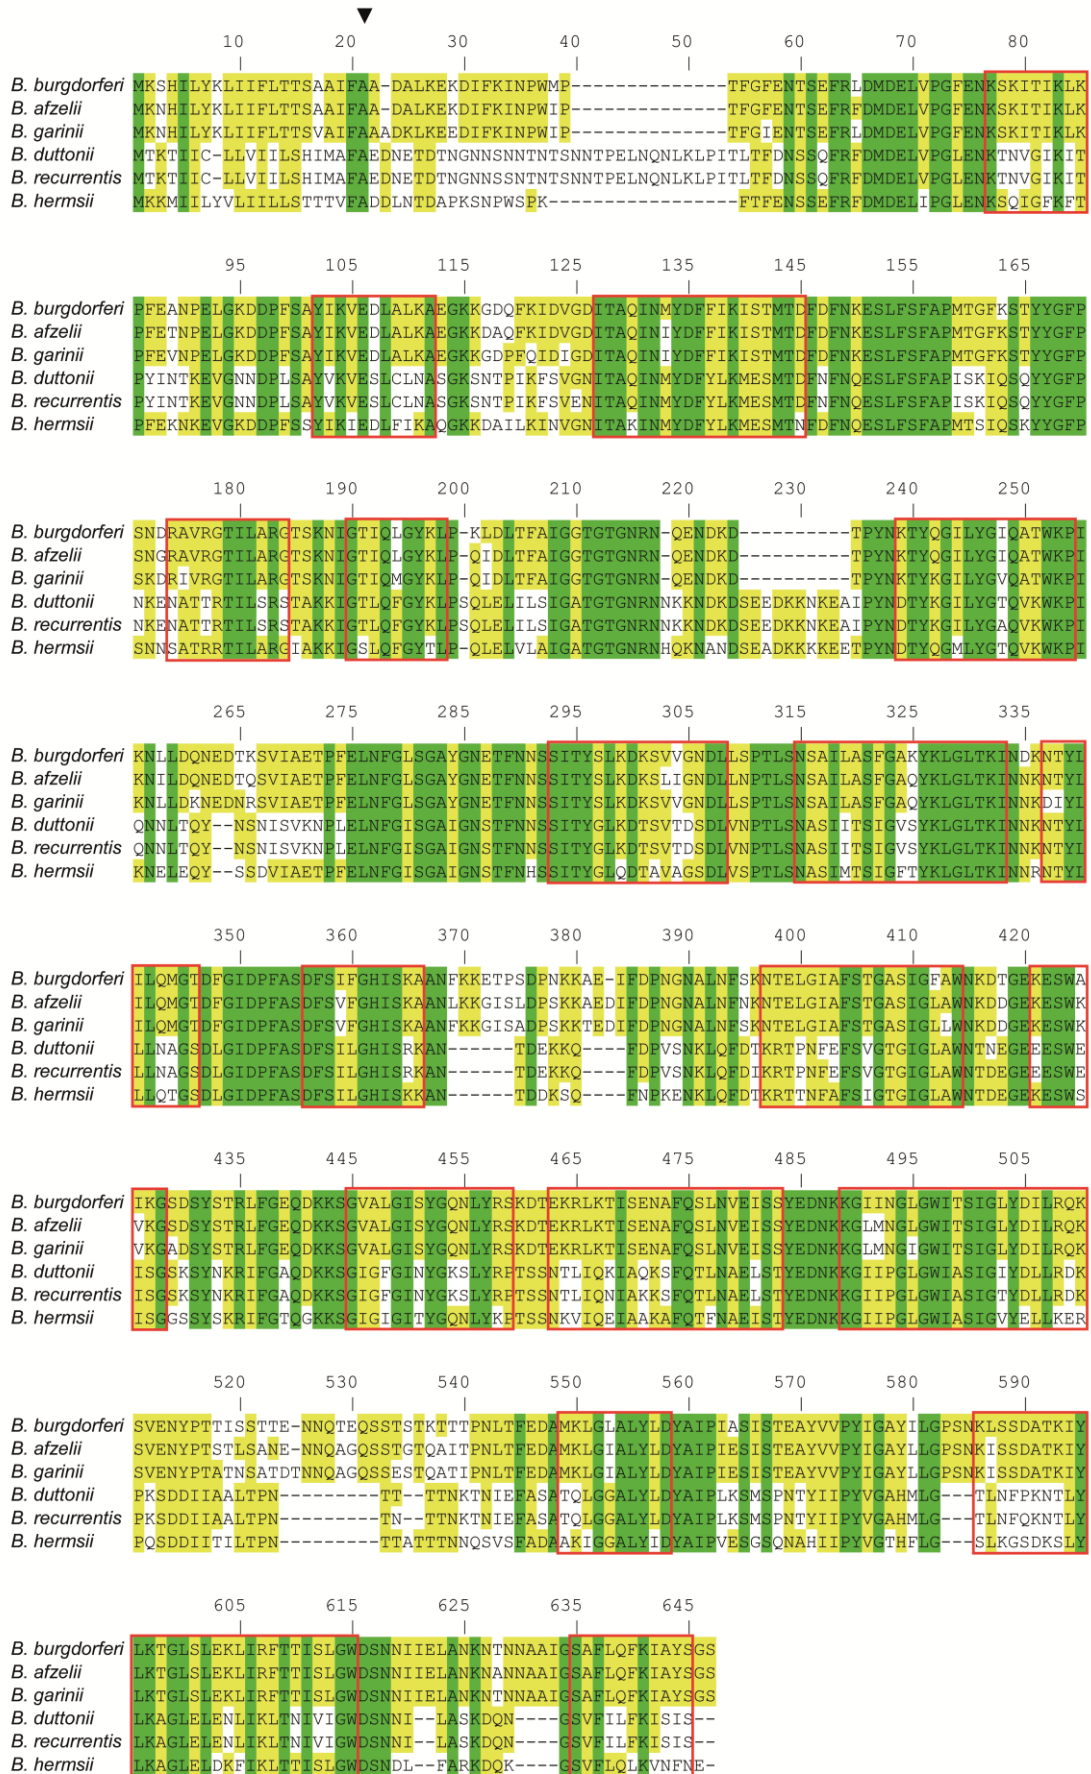 10 20 30 40 50 60 70 80
B. burgdorferi MKSHILYKLIIFLTTSAAIFAA-DALKEKDIFKINPWMP--------------TFGFENTSEFRLDMDELVPGFENKSKITIKLK
B. afzelii MKNHILYKLIIFLTTSAAIFAA-DALKEKDIFKINPWIP--------------TFGFENTSEFRLDMDELVPGFENKSKITIKLK
B. garinii MKNHILYKLIIFLTTSVAIFAAADKLKEEDIFKINPWIP--------------TFGIENTSEFRLDMDELVPGFENKSKITIKLK
B. duttonii MTKTIIC-LLVIILSHIMAFAEDNETDTNGNNSNNTNTSNNTPELNQNLKLPITLTFDNSSQFRFDMDELVPGLENKTNVGIKIT
B. recurrentis MTKTIIC-LLVIILSHIMAFAEDNETDTNGNNSSNTNTSNNTPELNQNLKLPITLTFDNSSQFRFDMDELVPGLENKTNVGIKIT
B. hermsii MKKMIILYVLIILLSTTTVFADDLNTDAPKSNPWSPK-----------------FTFENSSEFRFDMDELIPGLENKSQIGFKFT
95 105 115 125 135 145 155 165
B. burgdorferi PFEANPELGKDDPFSAYIKVEDLALKAEGKKGDQFKIDVGDITAQINMYDFFIKISTMTDFDFNKESLFSFAPMTGFKSTYYGFP
B. afzelii PFETNPELGKDDPFSAYIKVEDLALKAEGKKDAQFKIDVGDITAQINIYDFFIKISTMTDFDFNKESLFSFAPMTGFKSTYYGFP
B. garinii PFEVNPELGKDDPFSAYIKVEDLALKAEGKKGDPFQIDIGDITAQINIYDFFIKISTMTDFDFNKESLFSFAPMTGFKSTYYGFP
B. duttonii PYINTKEVGNNDPLSAYVKVESLCLNASGKSNTPIKFSVGNITAQINMYDFYLKMESMTDFNFNQESLFSFAPISKIQSQYYGFP
B. recurrentis PYINTKEVGNNDPLSAYVKVESLCLNASGKSNTPIKFSVENITAQINMYDFYLKMESMTDFNFNQESLFSFAPISKIQSQYYGFP
B. hermsii PFEKNKEVGKDDPFSSYIKIEDLFIKAQGKKDAILKINVGNITAKINMYDFYLKMESMTNFDFNQESLFSFAPMTSIQSKYYGFP
180 190 200 210 220 230 240 250
B. burgdorferi SNDRAVRGTILARGTSKNIGTIQLGYKLP-KLDLTFAIGGTGTGNRN-QENDKD----------TPYNKTYQGILYGIQATWKPI
B. afzelii SNGRAVRGTILARGTSKNIGTIQLGYKLP-QIDLTFAIGGTGTGNRN-QENDKD----------TPYNKTYQGILYGIQATWKPI
B. garinii SKDRIVRGTILARGTSKNIGTIQMGYKLP-QIDLTFAIGGTGTGNRN-QENDKD----------TPYNKTYKGILYGVQATWKPI
B. duttonii NKENATTRTILSRSTAKKIGTLQFGYKLPSQLELILSIGATGTGNRNNKKNDKDSEEDKKNKEAIPYNDTYKGILYGTQVKWKPI
B. recurrentis NKENATTRTILSRSTAKKIGTLQFGYKLPSQLELILSIGATGTGNRNNKKNDKDSEEDKKNKEAIPYNDTYKGILYGAQVKWKPI
B. hermsii SNNSATRRTILARGIAKKIGSLQFGYTLP-QLELVLAIGATGTGNRNHQKNANDSEADKKKKEETPYNDTYQGMLYGTQVKWKPI
265 275 285 295 305 315 325 335
B. burgdorferi KNLLDQNEDTKSVIAETPFELNFGLSGAYGNETFNNSSITYSLKDKSVVGNDLLSPTLSNSAILASFGAKYKLGLTKINDKNTYL
B. afzelii KNILDQNEDTQSVIAETPFELNFGLSGAYGNETFNNSSITYSLKDKSLIGNDLLNPTLSNSAILASFGAQYKLGLTKINNKNTYL
B. garinii KNLLDKNEDNRSVIAETPFELNFGLSGAYGNETFNNSSITYSLKDKSVVGNDLLSPTLSNSAILASFGAQYKLGLTKINNKDIYL
B. duttonii QNNLTQY--NSNISVKNPLELNFGISGAIGNSTFNNSSITYGLKDTSVTDSDLVNPTLSNASIITSIGVSYKLGLTKINNKNTYL
B. recurrentis QNNLTQY--NSNISVKNPLELNFGISGAIGNSTFNNSSITYGLKDTSVTDSDLVNPTLSNASIITSIGVSYKLGLTKINNKNTYL
B. hermsii KNELEQY--SSDVIAETPFELNFGISGAIGNSTFNHSSITYGLQDTAVAGSDLVSPTLSNASIMTSIGFTYKLGLTKINNRNTYL
350 360 370 380 390 400 410 420
B. burgdorferi ILQMGTDFGIDPFASDFSIFGHISKAANFKKETPSDPNKKAE-IFDPNGNALNFSKNTELGIAFSTGASIGFAWNKDTGEKESWA
B. afzelii ILQMGTDFGIDPFASDFSVFGHISKAANLKKGISLDPSKKAEDIFDPNGNALNFNKNTELGIAFSTGASIGLAWNKDDGEKESWK
B. garinii ILQMGTDFGIDPFASDFSVFGHISKAANFKKGISADPSKKTEDIFDPNGNALNFSKNTELGIAFSTGASIGLLWNKDDGEKESWK
B. duttonii LLNAGSDLGIDPFASDFSILGHISRKAN------TDEKKQ----FDPVSNKLQFDTKRTPNFEFSVGTGIGLAWNTNEGEEESWE
B. recurrentis LLNAGSDLGIDPFASDFSILGHISRKAN------TDEKKQ----FDPVSNKLQFDIKRTPNFEFSVGTGIGLAWNTDEGEEESWE
B. hermsii LLQTGSDLGIDPFASDFSILGHISKKAN------TDDKSQ----FNPKENKLQFDTKRTTNFAFSIGTGIGLAWNTDEGEKESWS
435 445 455 465 475 485 495 505
B. burgdorferi IKGSDSYSTRLFGEQDKKSGVALGISYGQNLYRSKDTEKRLKTISENAFQSLNVEISSYEDNKKGIINGLGWITSIGLYDILRQK
B. afzelii VKGSDSYSTRLFGEQDKKSGVALGISYGQNLYRSKDTEKRLKTISENAFQSLNVEISSYEDNKKGLMNGLGWITSIGLYDILRQK
B. garinii VKGADSYSTRLFGEQDKKSGVALGISYGQNLYRSKDTEKRLKTISENAFQSLNVEISSYEDNKKGLMNGIGWITSIGLYDILRQK
B. duttonii ISGSKSYNKRIFGAQDKKSGIGFGINYGKSLYRPTSSNTLIQKIAQKSFQTLNAELSTYEDNKKGIIPGLGWIASIGIYDLLRDK
B. recurrentis ISGSKSYNKRIFGAQDKKSGIGFGINYGKSLYRPTSSNTLIQNIAKKSFQTLNAELSTYEDNKKGIIPGLGWIASIGTYDLLRDK
B. hermsii ISGGSSYSKRIFGTQGKKSGIGIGITYGQNLYKPTSSNKVIQEIAAKAFQTFNAEISTYEDNKKGIIPGLGWIASIGVYELLKER
520 530 540 550 560 570 580 590
B. burgdorferi SVENYPTTISSTTE-NNQTEQSSTSTKTTTPNLTFEDAMKLGLALYLDYAIPIASISTEAYVVPYIGAYILGPSNKLSSDATKIY
B. afzelii SVENYPTSTLSANE-NNQAGQSSTGTQAITPNLTFEDAMKLGIALYLDYAIPIESISTEAYVVPYIGAYLLGPSNKISSDATKIY
B. garinii SVENYPTATNSATDTNNQAGQSSESTQATIPNLTFEDAMKLGIALYLDYAIPIESISTEAYVVPYIGAYLLGPSNKISSDATKIY
B. duttonii PKSDDIIAALTPN--------TT--TTNKTNIEFASATQLGGALYLDYAIPLKSMSPNTYIIPYVGAHMLG---TLNFPKNTLY
B. recurrentis PKSDDIIAALTPN--------TN--TTNKTNIEFASATQLGGALYLDYAIPLKSMSPNTYIIPYVGAHMLG---TLNFQKNTLY
B. hermsii PQSDDIITILTPN--------TTATTTNNQSVSFADAAKIGGALYIDYAIPVESGSQNAHIIPYVGTHFLG---SLKGSDKSLY
605 615 625 635 645
B. burgdorferi LKTGLSLEKLIRFTTISLGWDSNNIIELANKNTNNAAIGSAFLQFKIAYSGS
B. afzelii LKTGLSLEKLIRFTTISLGWDSNNIIELANKNANNAAIGSAFLQFKIAYSGS
B. garinii LKTGLSLEKLIRFTTISLGWDSNNIIELANKNTNNAAIGSAFLQFKIAYSGS
B. duttonii LKAGLELENLIKLTNIVIGWDSNNI--LASKDQN----GSVFILFKISIS--
B. recurrentis LKAGLELENLIKLTNIVIGWDSNNI--LASKDQN----GSVFILFKISIS--
B. hermsii LKAGLELDKFIKLTTISLGWDSNDL--FARKDQK----GSVFLQLKVNFNE-